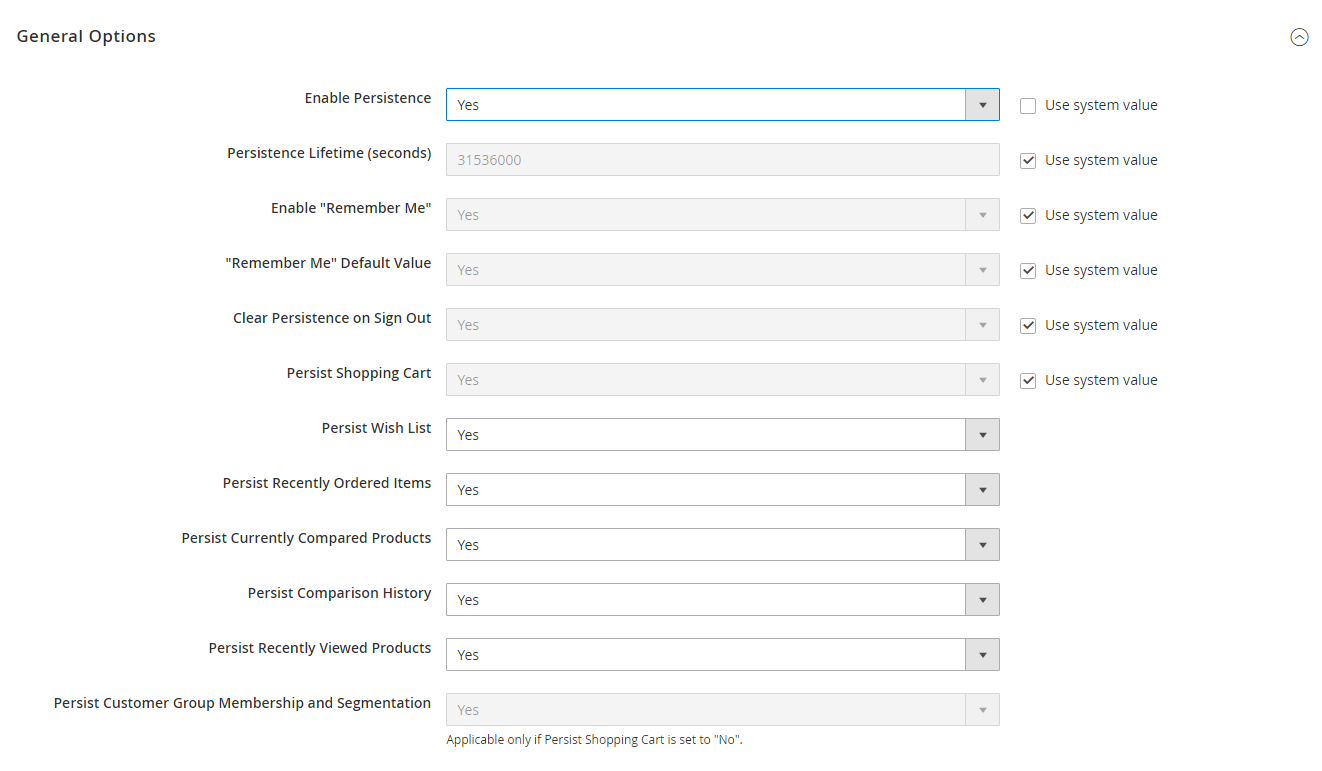 General Options
Enable Persistence Yes Use system value
Persistence Lifetime (seconds) 31536000 Use system value
Enable "Remember Me" Yes Use system value
"Remember Me" Default Value Yes Use system value
Clear Persistence on Sign Out Yes Use system value
Persist Shopping Cart Yes Use system value
Persist Wish List Yes
Persist Recently Ordered Items Yes
Persist Currently Compared Products Yes
Persist Comparison History Yes
Persist Recently Viewed Products Yes
Persist Customer Group Membership and Segmentation Yes
Applicable only if Persist Shopping Cart is set to "No".